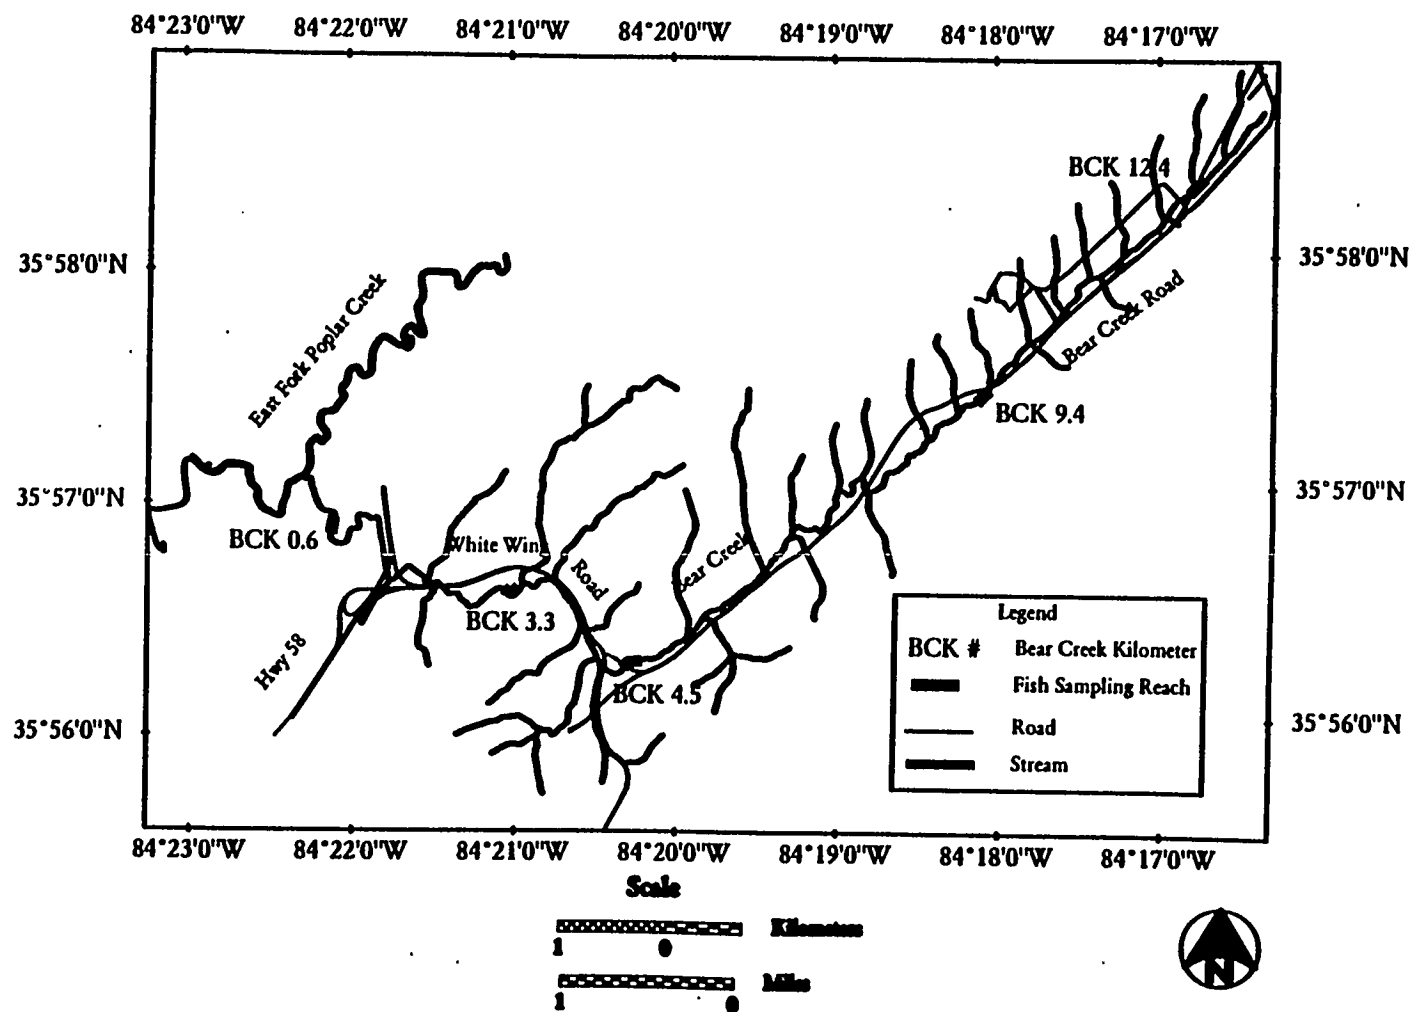 84°23'0"W 84°22'0"W 84°21'0"W 84°20'0"W 84°19'0"W 84°18'0"W 84°17'0"W
BCK 12.4
35°58'0"N 35°58'0"N
East Fork Poplar Creek
Bear Creek Road
BCK 9.4
35°57'0"N 35°57'0"N
BCK 0.6
White Wing Road
Bear Creek
BCK 3.3
Hwy 58
BCK 4.5
35°56'0"N 35°56'0"N
Legend
BCK # Bear Creek Kilometer
Fish Sampling Reach
Road
Stream
84°23'0"W 84°22'0"W 84°21'0"W 84°20'0"W 84°19'0"W 84°18'0"W 84°17'0"W
Scale
Kilometers
1 0
Miles
1 0
N